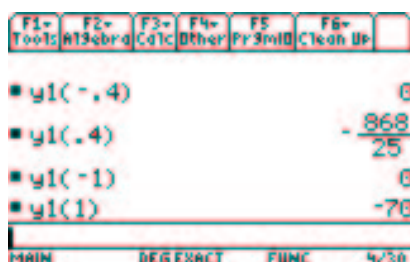 F1 F2 F3 F4 F5 F6
Tools Algebra Calc Other PrgmIO Clean Up
▪ y1(-.4) 0
▪ y1(.4) -868/25
▪ y1(-1) 0
▪ y1(1) -70
MAIN DEG EXACT FUNC 4/30